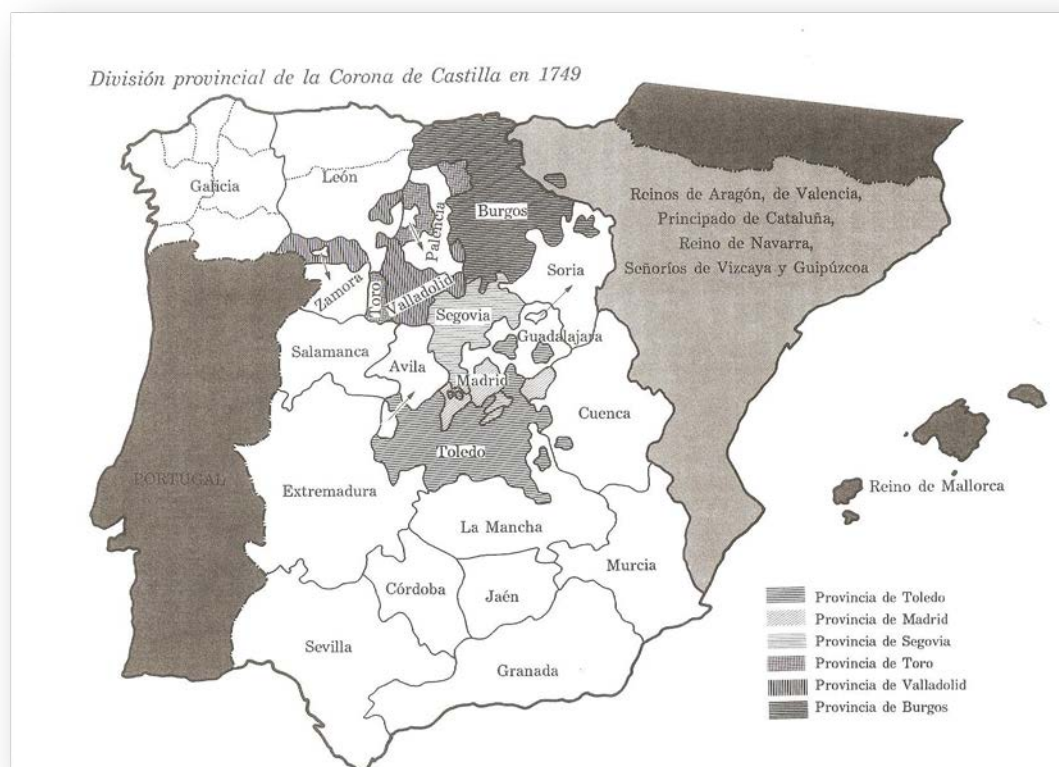 División provincial de la Corona de Castilla en 1749
Galicia
León
Palencia
Burgos
Reinos de Aragón, de Valencia,
Principado de Cataluña,
Reino de Navarra,
Señoríos de Vizcaya y Guipúzcoa
Zamora
Toro
Valladolid
Soria
Segovia
Guadalajara
Salamanca
Avila
Madrid
Cuenca
Toledo
PORTUGAL
Extremadura
Reino de Mallorca
La Mancha
Murcia
Córdoba
Jaén
Sevilla
Granada
Provincia de Toledo
Provincia de Madrid
Provincia de Segovia
Provincia de Toro
Provincia de Valladolid
Provincia de Burgos